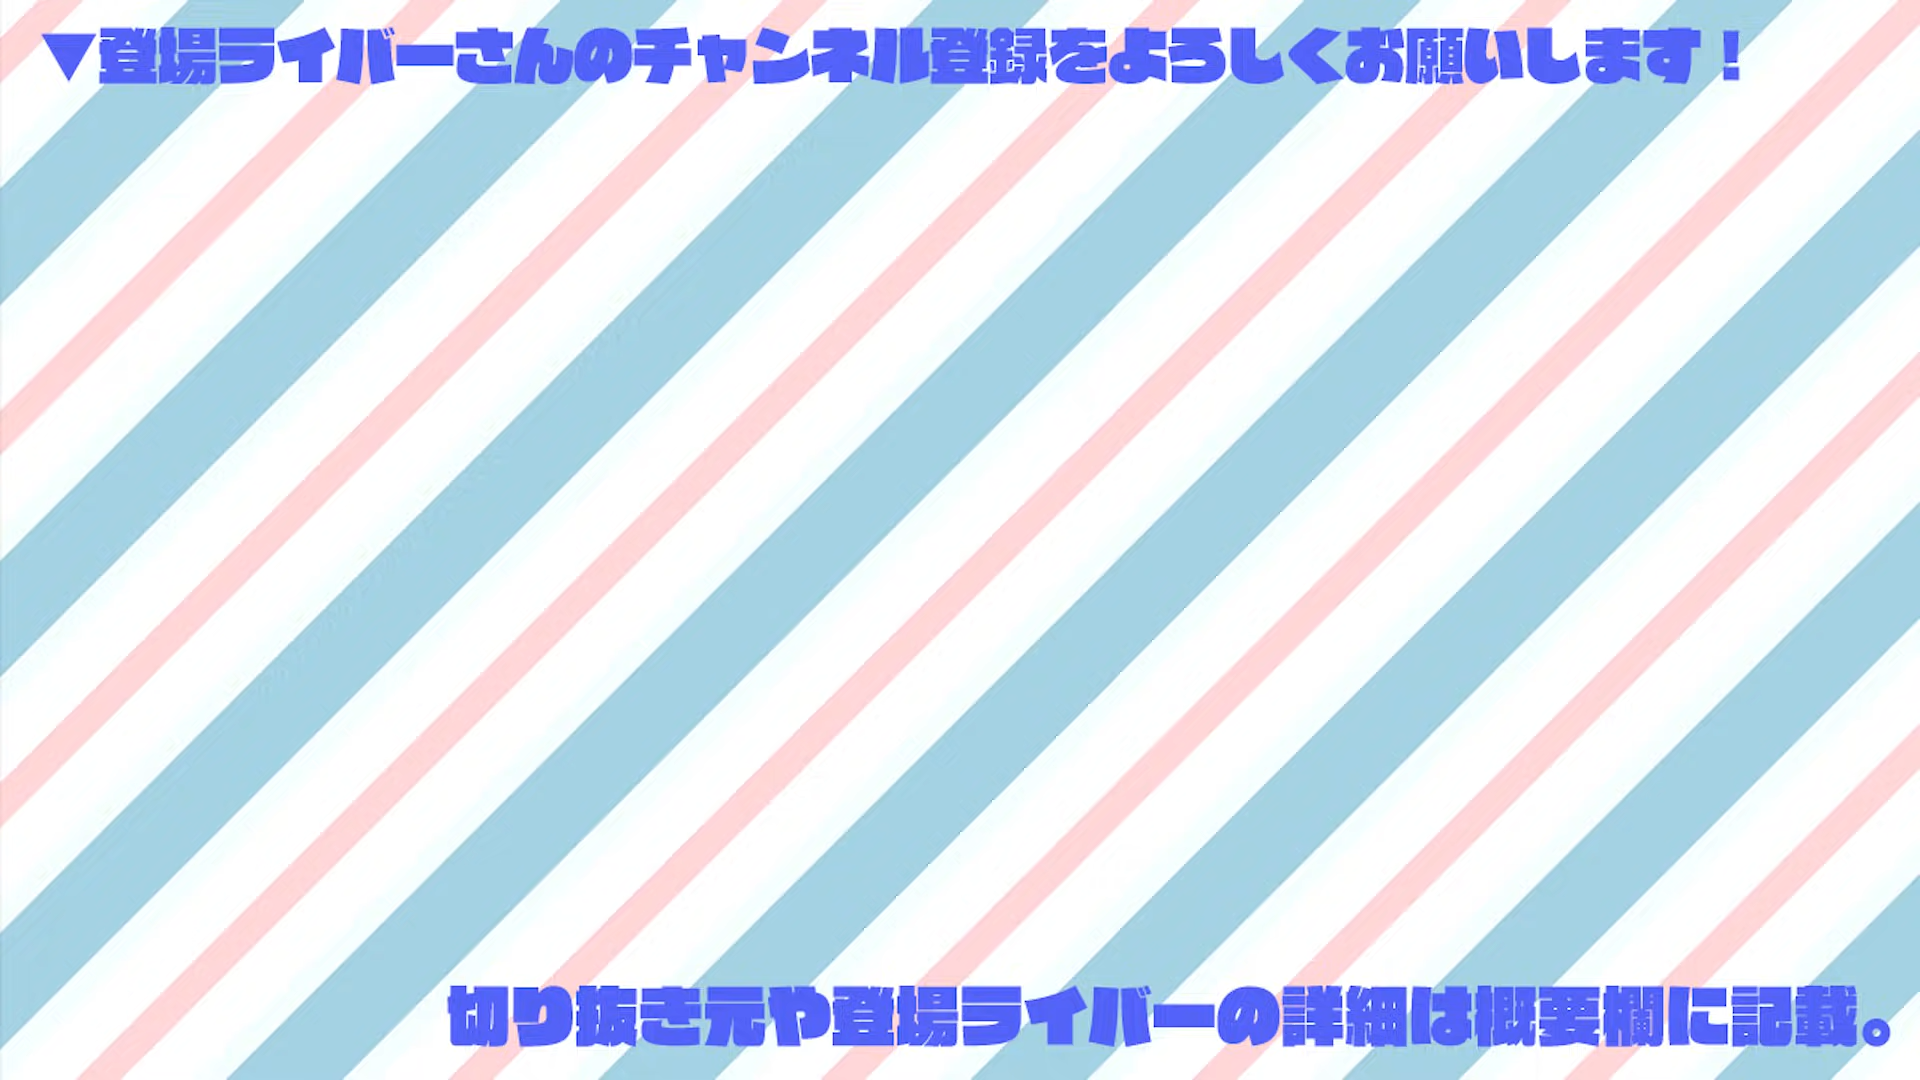 ▼登場ライバーさんのチャンネル登録をよろしくお願いします！
切り抜き元や登場ライバーの詳細は概要欄に記載。